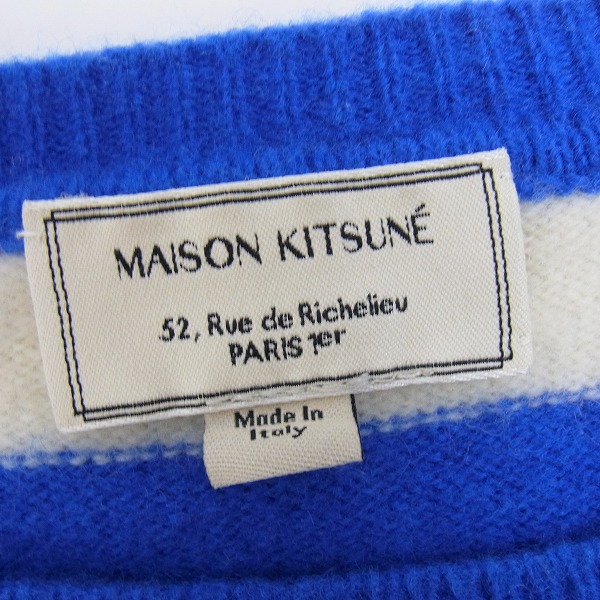 MAISON KITSUNÉ
52, Rue de Richelieu
PARIS 1er
Made In
Italy